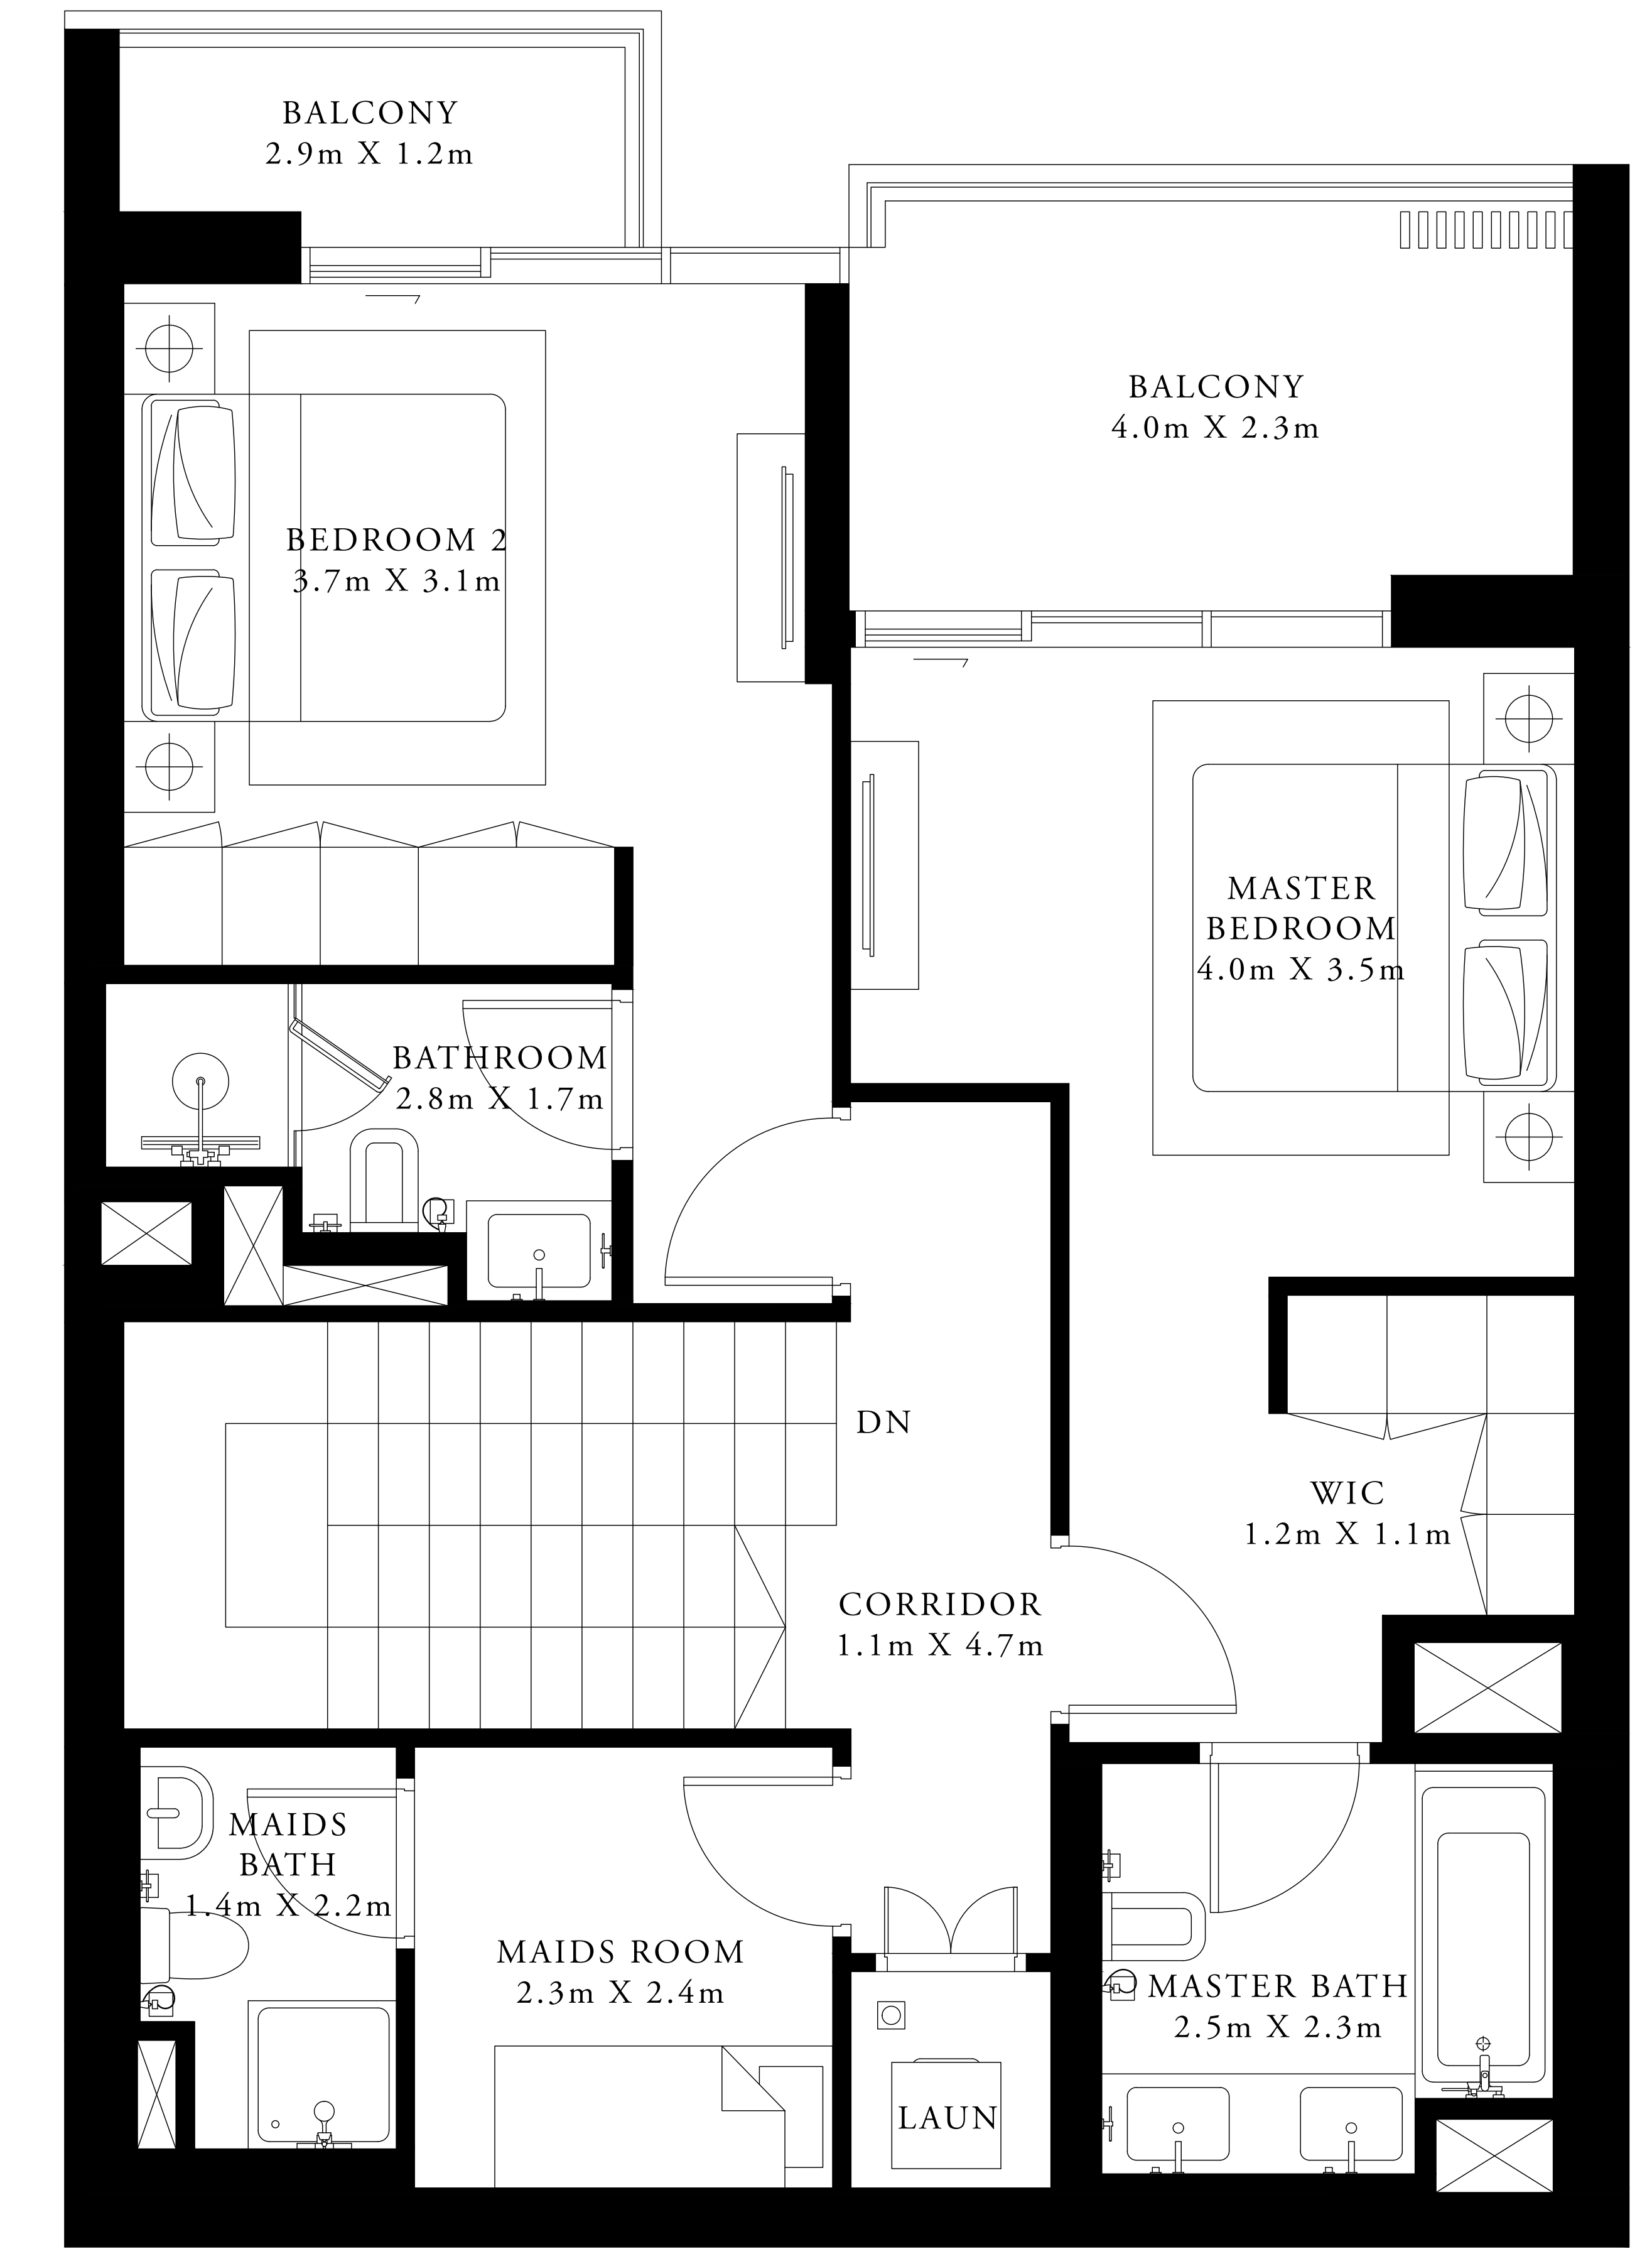 BALCONY
2.9m X 1.2m
BALCONY
4.0m X 2.3m
BEDROOM 2
3.7m X 3.1m
MASTER
BEDROOM
4.0m X 3.5m
BATHROOM
2.8m X 1.7m
DN
WIC
1.2m X 1.1m
CORRIDOR
1.1m X 4.7m
MAIDS
BATH
1.4m X 2.2m
MAIDS ROOM
2.3m X 2.4m
MASTER BATH
2.5m X 2.3m
LAUN